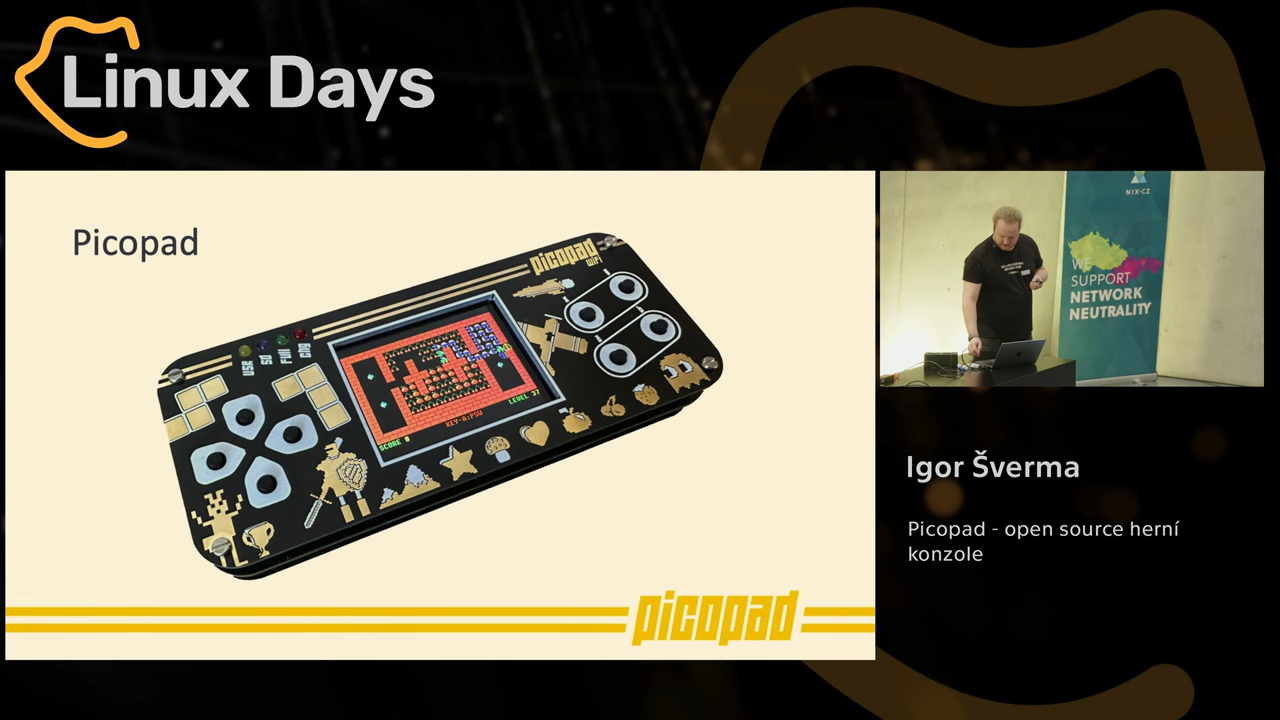 Linux Days
Picopad
picopad
wifi
USR
SD
FULL
CHG
SCORE 0
KEY-A:PSW
LEVEL 37
picopad
NIX-CZ
WE
SUPPORT
NETWORK
NEUTRALITY
Igor Šverma
Picopad - open source herní
konzole